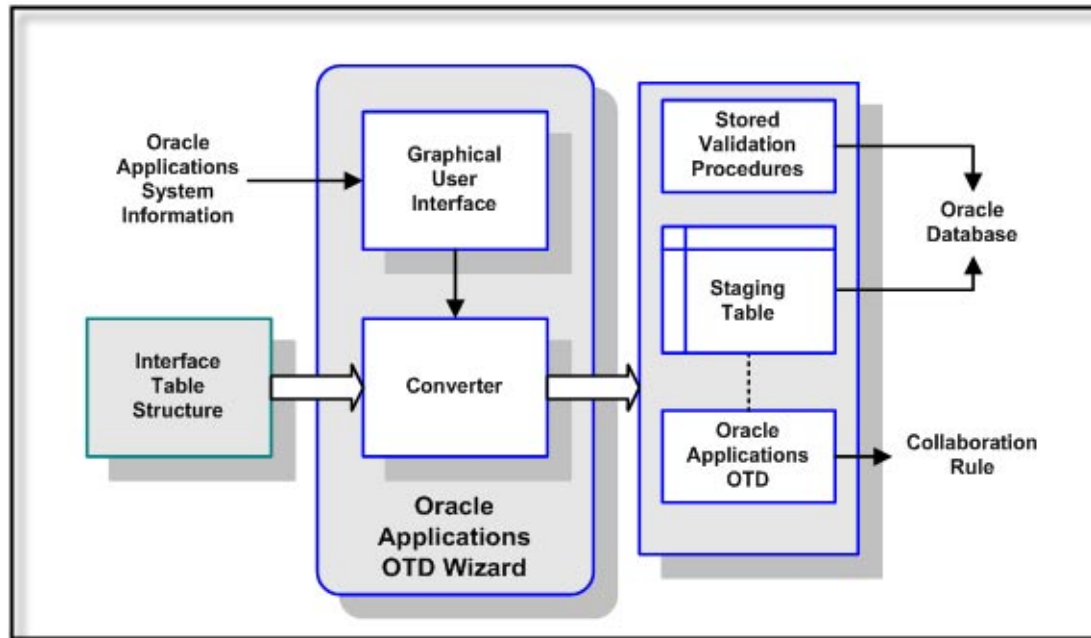 Oracle
Applications
System
Information
Graphical
User
Interface
Interface
Table
Structure
Converter
Oracle
Applications
OTD Wizard
Stored
Validation
Procedures
Staging
Table
Oracle
Applications
OTD
Oracle
Database
Collaboration
Rule